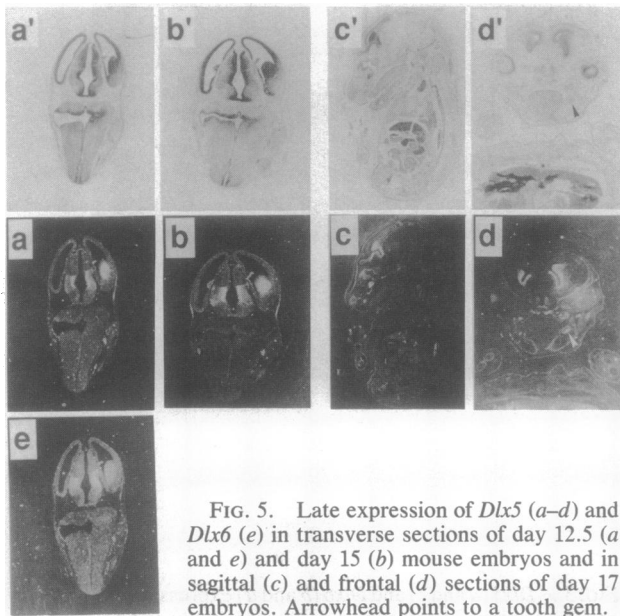 a' b' c' d'
a b c d
e
FIG. 5. Late expression of Dlx5 (a–d) and
Dlx6 (e) in transverse sections of day 12.5 (a
and e) and day 15 (b) mouse embryos and in
sagittal (c) and frontal (d) sections of day 17
embryos. Arrowhead points to a tooth gem.